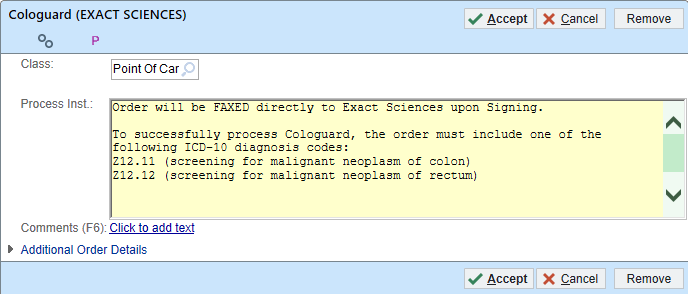 Cologuard (EXACT SCIENCES)
Accept Cancel Remove
P
Class: Point Of Car
Process Inst.: Order will be FAXED directly to Exact Sciences upon Signing.
To successfully process Cologuard, the order must include one of the
following ICD-10 diagnosis codes:
Z12.11 (screening for malignant neoplasm of colon)
Z12.12 (screening for malignant neoplasm of rectum)
Comments (F6): Click to add text
Additional Order Details
Accept Cancel Remove